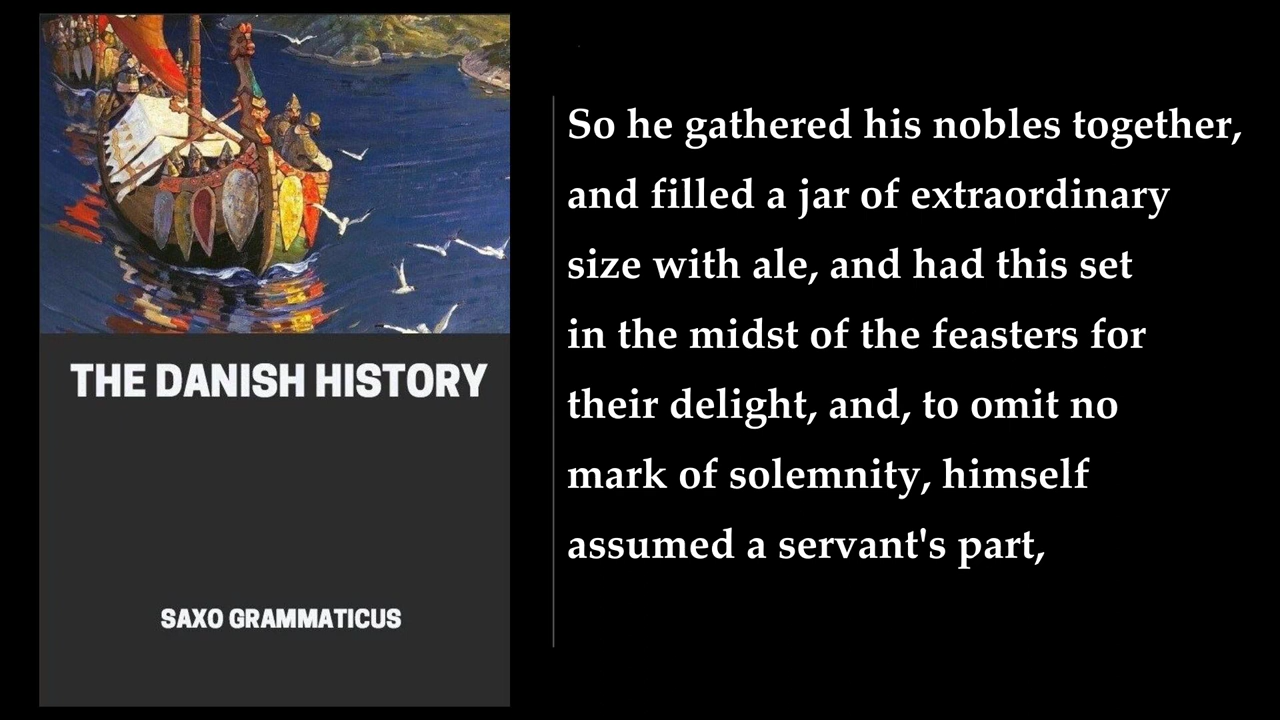 THE DANISH HISTORY
SAXO GRAMMATICUS
So he gathered his nobles together,
and filled a jar of extraordinary
size with ale, and had this set
in the midst of the feasters for
their delight, and, to omit no
mark of solemnity, himself
assumed a servant's part,